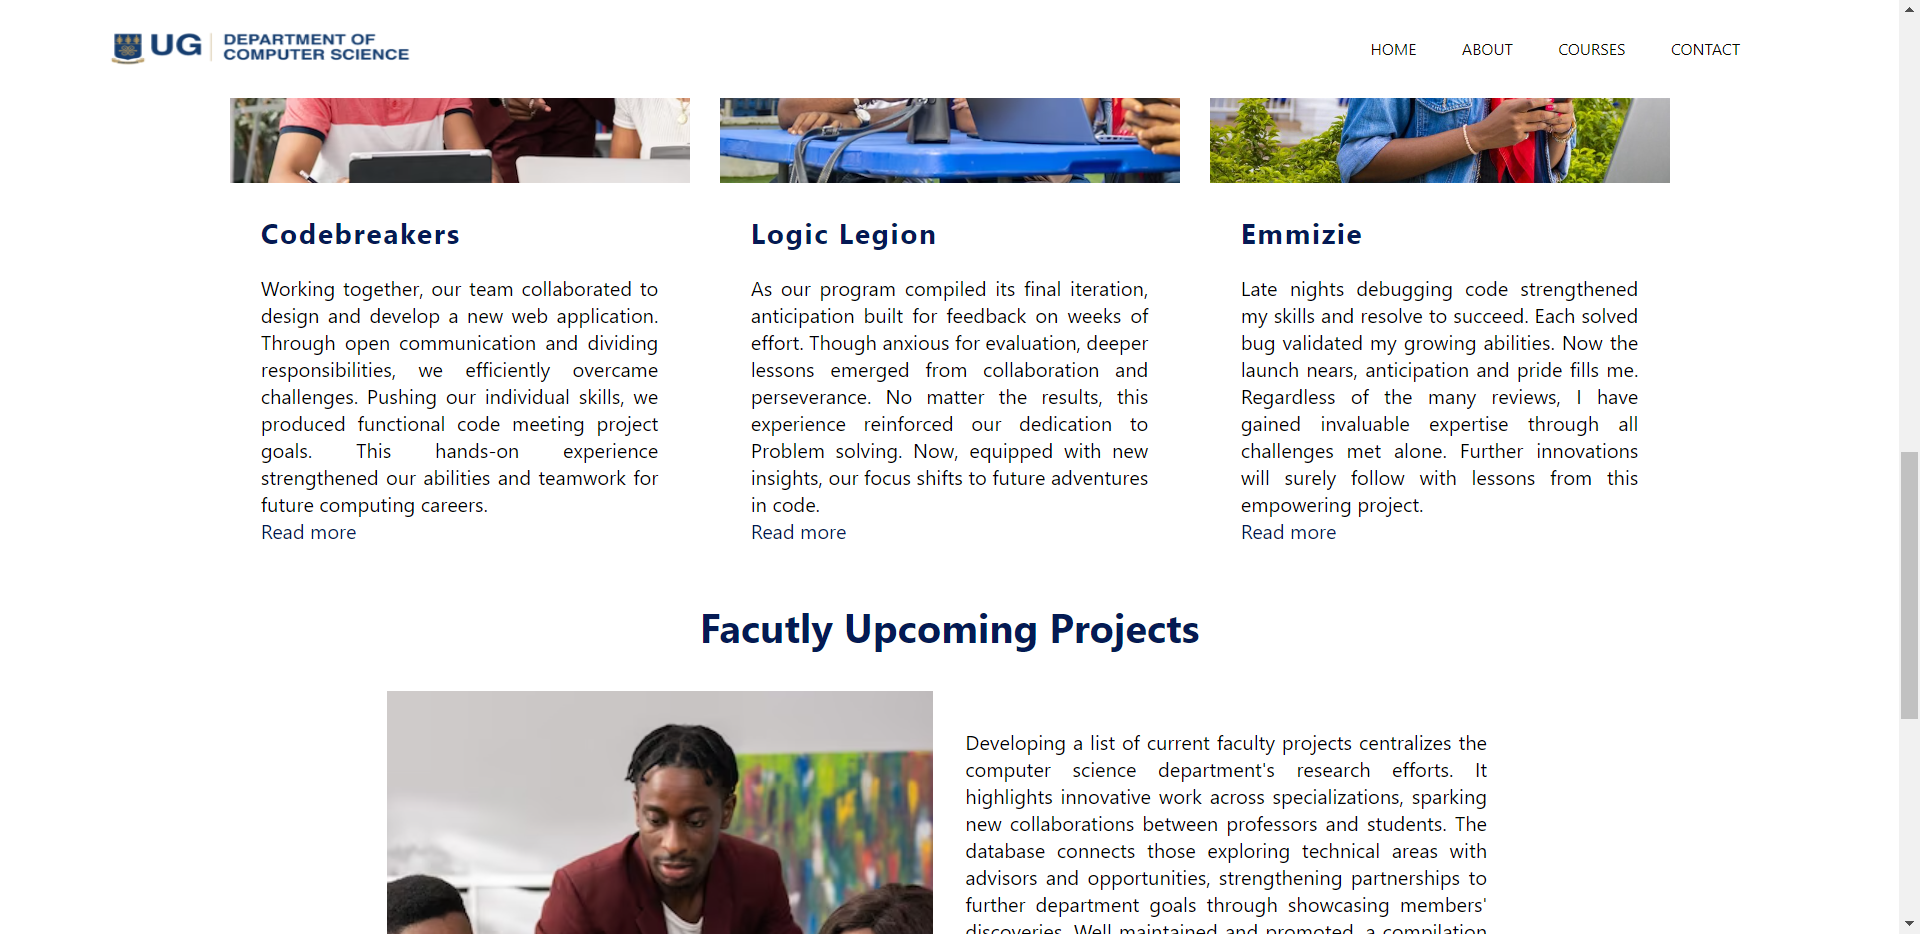 UG DEPARTMENT OF
COMPUTER SCIENCE
HOME ABOUT COURSES CONTACT
Codebreakers
Working together, our team collaborated to
design and develop a new web application.
Through open communication and dividing
responsibilities, we efficiently overcame
challenges. Pushing our individual skills, we
produced functional code meeting project
goals. This hands-on experience
strengthened our abilities and teamwork for
future computing careers.
Read more
Logic Legion
As our program compiled its final iteration,
anticipation built for feedback on weeks of
effort. Though anxious for evaluation, deeper
lessons emerged from collaboration and
perseverance. No matter the results, this
experience reinforced our dedication to
Problem solving. Now, equipped with new
insights, our focus shifts to future adventures
in code.
Read more
Emmizie
Late nights debugging code strengthened
my skills and resolve to succeed. Each solved
bug validated my growing abilities. Now the
launch nears, anticipation and pride fills me.
Regardless of the many reviews, I have
gained invaluable expertise through all
challenges met alone. Further innovations
will surely follow with lessons from this
empowering project.
Read more
Facutly Upcoming Projects
Developing a list of current faculty projects centralizes the
computer science department's research efforts. It
highlights innovative work across specializations, sparking
new collaborations between professors and students. The
database connects those exploring technical areas with
advisors and opportunities, strengthening partnerships to
further department goals through showcasing members'
discoveries. Well maintained and promoted, a compilation